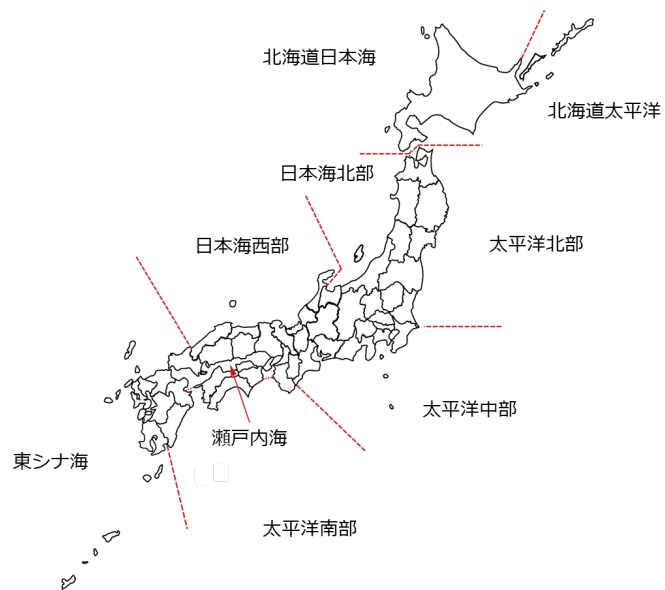 北海道日本海
北海道太平洋
日本海北部
日本海西部
太平洋北部
太平洋中部
瀬戸内海
東シナ海
太平洋南部